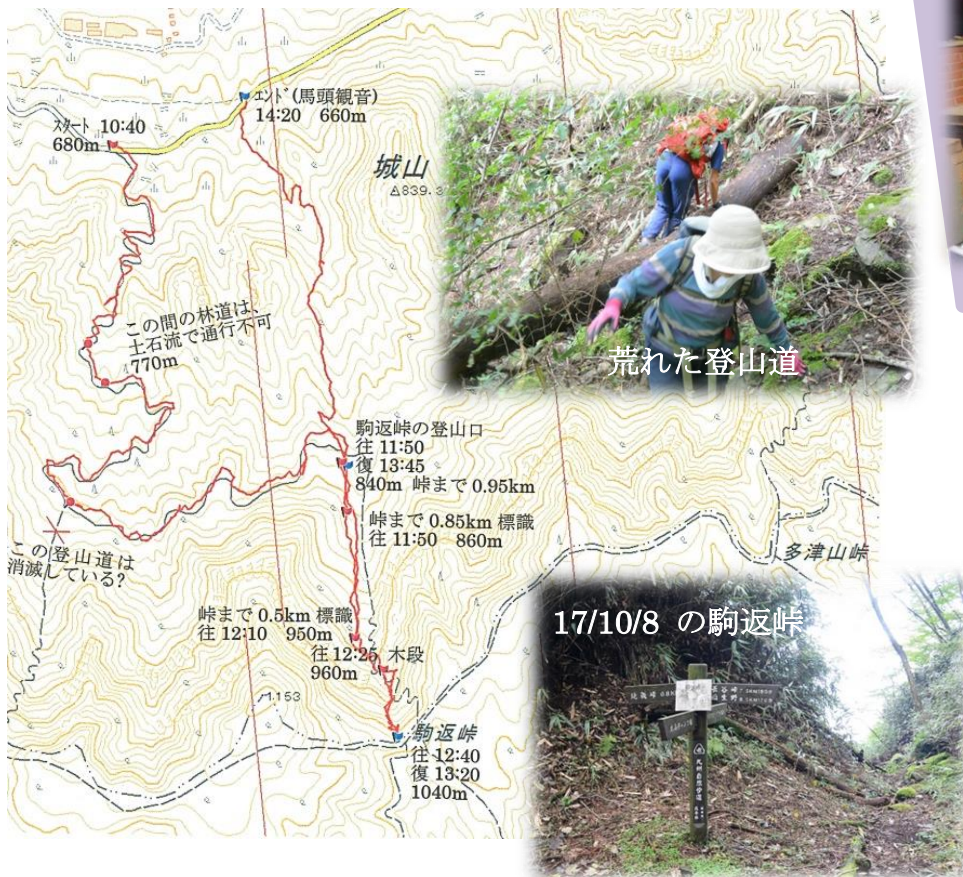 エンド(馬頭観音)
14:20 660m
スタート 10:40
680m
城山
△839.
荒れた登山道
この間の林道は、
土石流で通行不可
770m
駒返峠の登山口
往 11:50
復 13:45
840m 峠まで 0.95km
峠まで 0.85km 標識
往 11:50 860m
この登山道は
消滅している?
多津山峠
峠まで 0.5km 標識
往 12:10 950m
往 12:25 木段
960m
17/10/8 の駒返峠
1153
駒返峠
往 12:40
復 13:20
1040m
九州自然歩道